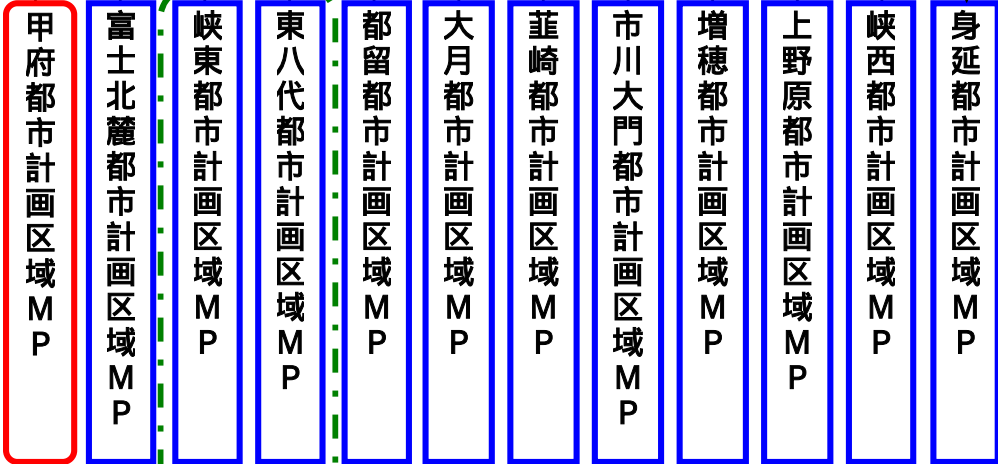 甲府都市計画区域MP
富士北麓都市計画区域MP
峡東都市計画区域MP
東八代都市計画区域MP
都留都市計画区域MP
大月都市計画区域MP
韮崎都市計画区域MP
市川大門都市計画区域MP
増穂都市計画区域MP
上野原都市計画区域MP
峡西都市計画区域MP
身延都市計画区域MP